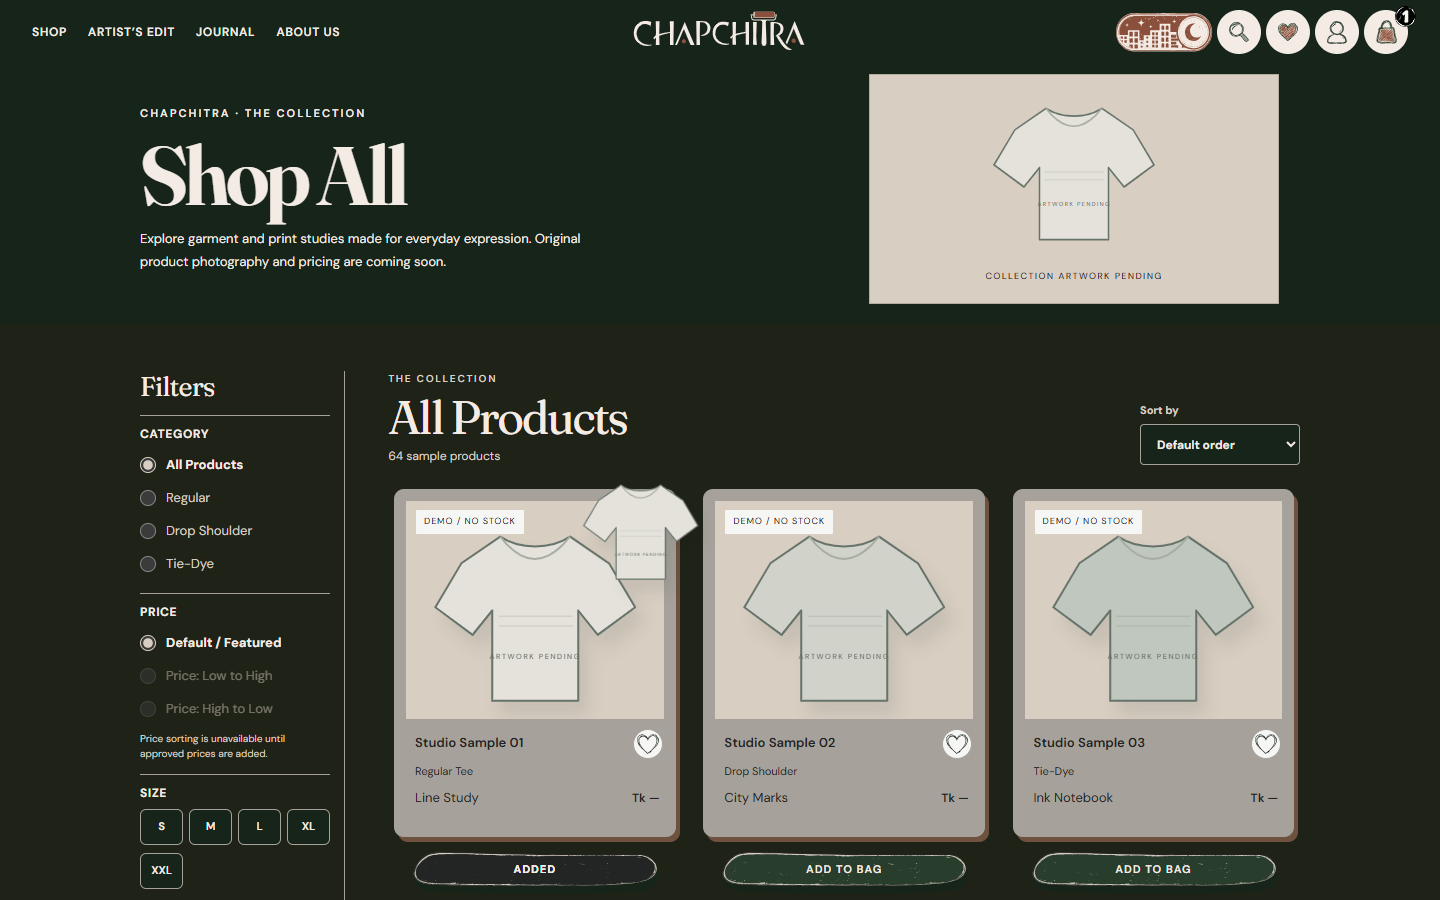 SHOP
ARTIST'S EDIT
JOURNAL
ABOUT US
CHAPCHITRA
1
CHAPCHITRA · THE COLLECTION
Shop All
Explore garment and print studies made for everyday expression. Original
product photography and pricing are coming soon.
ARTWORK PENDING
COLLECTION ARTWORK PENDING
Filters
CATEGORY
All Products
Regular
Drop Shoulder
Tie-Dye
PRICE
Default / Featured
Price: Low to High
Price: High to Low
Price sorting is unavailable until
approved prices are added.
SIZE
S
M
L
XL
XXL
THE COLLECTION
All Products
64 sample products
Sort by
Default order
DEMO / NO STOCK
ARTWORK PENDING
ARTWORK PENDING
Studio Sample 01
Regular Tee
Line Study
Tk —
ADDED
DEMO / NO STOCK
ARTWORK PENDING
Studio Sample 02
Drop Shoulder
City Marks
Tk —
ADD TO BAG
DEMO / NO STOCK
ARTWORK PENDING
Studio Sample 03
Tie-Dye
Ink Notebook
Tk —
ADD TO BAG